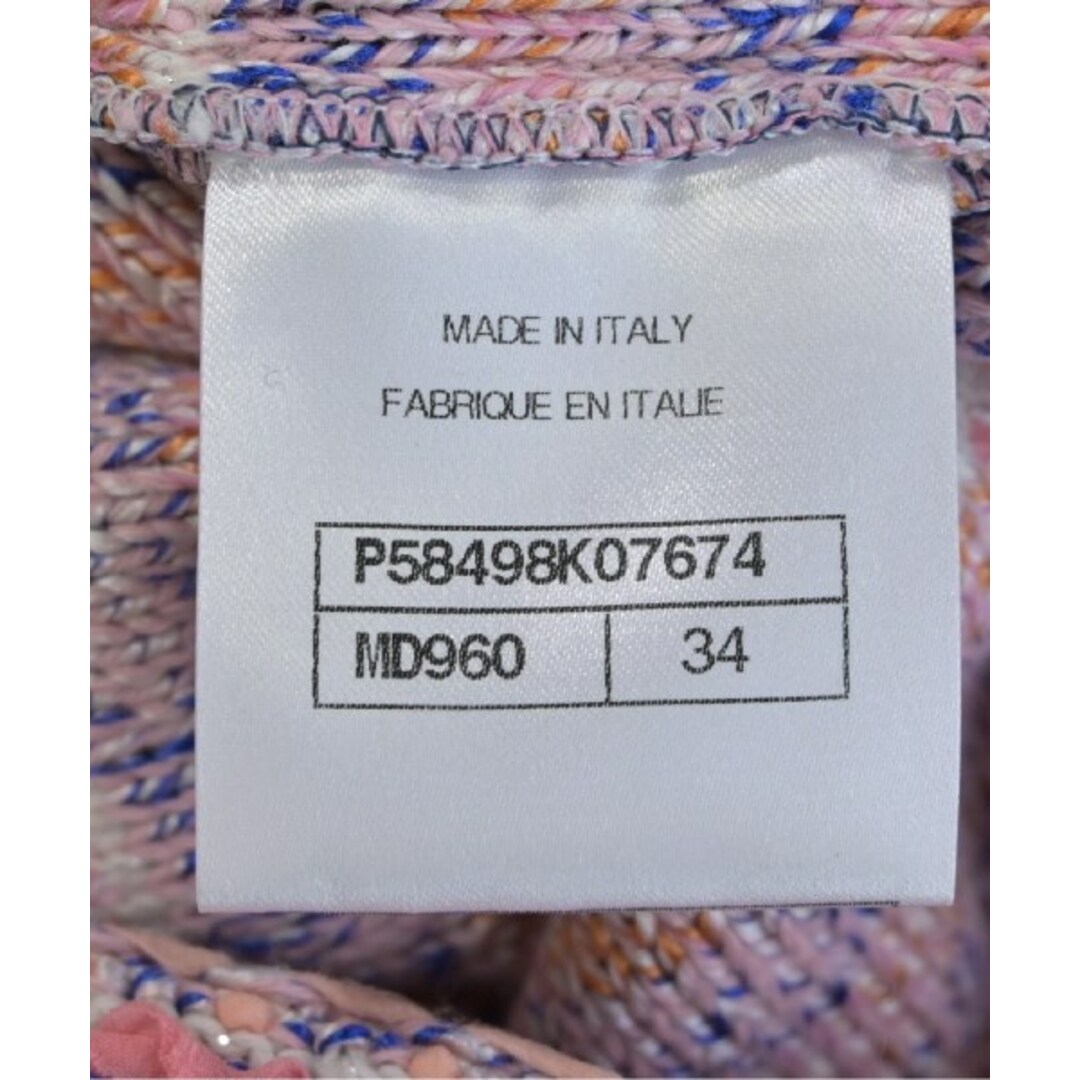 MADE IN ITALY
FABRIQUE EN ITALIE
P58498K07674
MD960 34